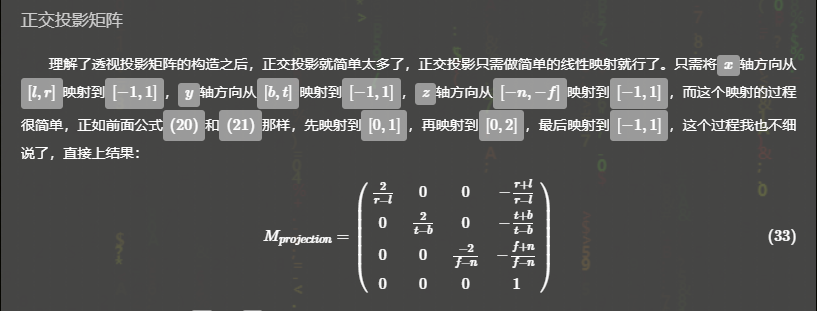 正交投影矩阵
理解了透视投影矩阵的构造之后，正交投影就简单太多了，正交投影只需做简单的线性映射就行了。只需将 x 轴方向从
[l, r] 映射到 [−1, 1] ，y 轴方向从 [b, t] 映射到 [−1, 1] ，z 轴方向从 [−n, −f] 映射到 [−1, 1] ，而这个映射的过程
很简单，正如前面公式 (20) 和 (21) 那样，先映射到 [0, 1] ，再映射到 [0, 2] ，最后映射到 [−1, 1] ，这个过程我也不细
说了，直接上结果：
M_{projection} = \begin{pmatrix} \frac{2}{r-l} & 0 & 0 & -\frac{r+l}{r-l} \\ 0 & \frac{2}{t-b} & 0 & -\frac{t+b}{t-b} \\ 0 & 0 & \frac{-2}{f-n} & -\frac{f+n}{f-n} \\ 0 & 0 & 0 & 1 \end{pmatrix} (33)